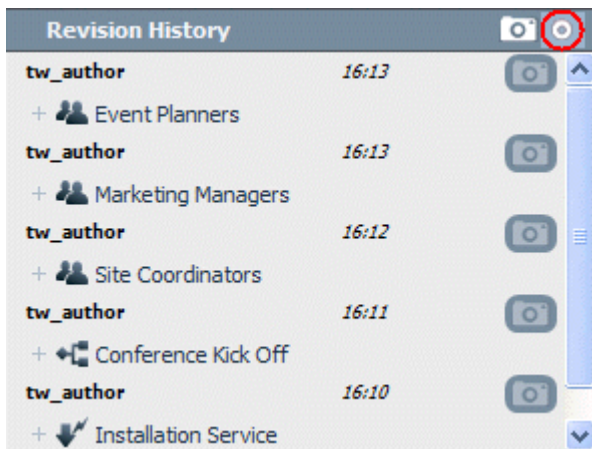 Revision History
tw_author 16:13
+ Event Planners
tw_author 16:13
+ Marketing Managers
tw_author 16:12
+ Site Coordinators
tw_author 16:11
+ Conference Kick Off
tw_author 16:10
+ Installation Service